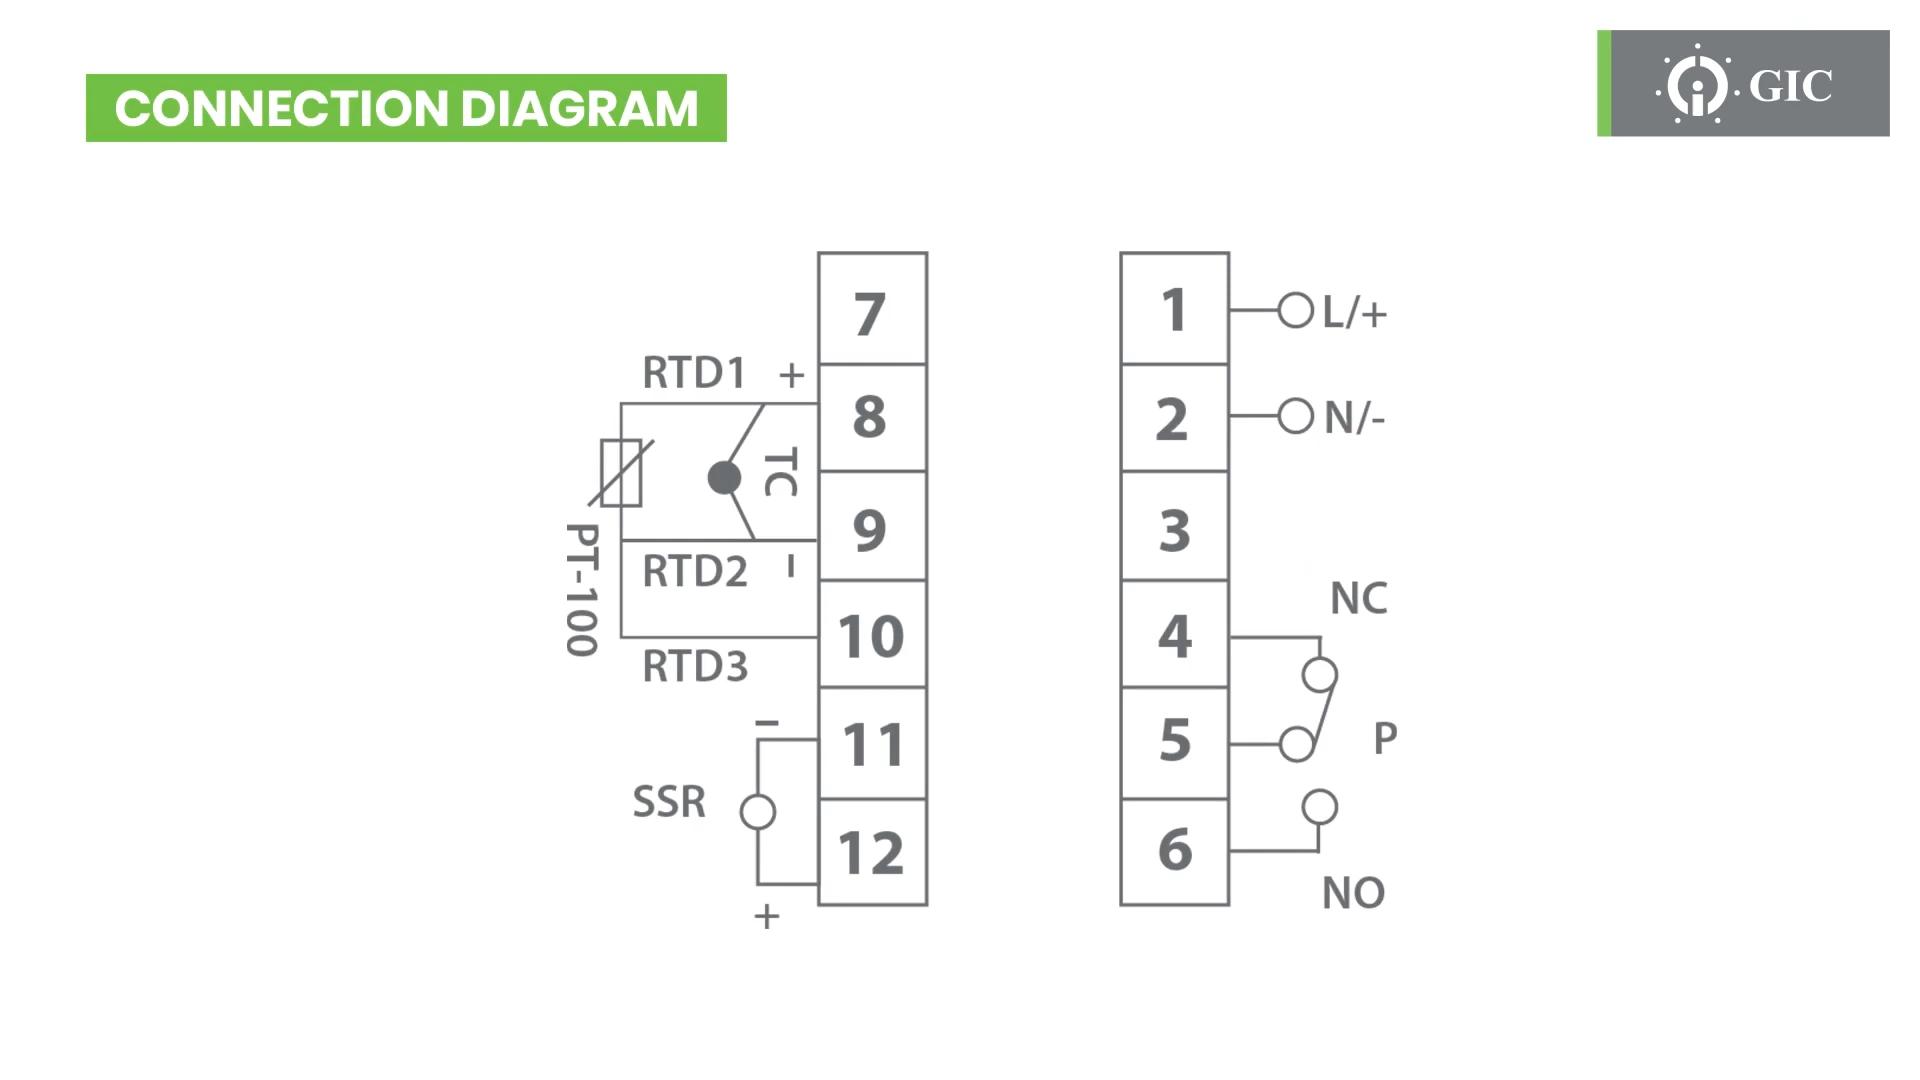 CONNECTION DIAGRAM
GIC
7
8
9
10
11
12
RTD1 +
TC
PT-100
RTD2 -
RTD3
-
SSR
+
1
2
3
4
5
6
L/+
N/-
NC
P
NO